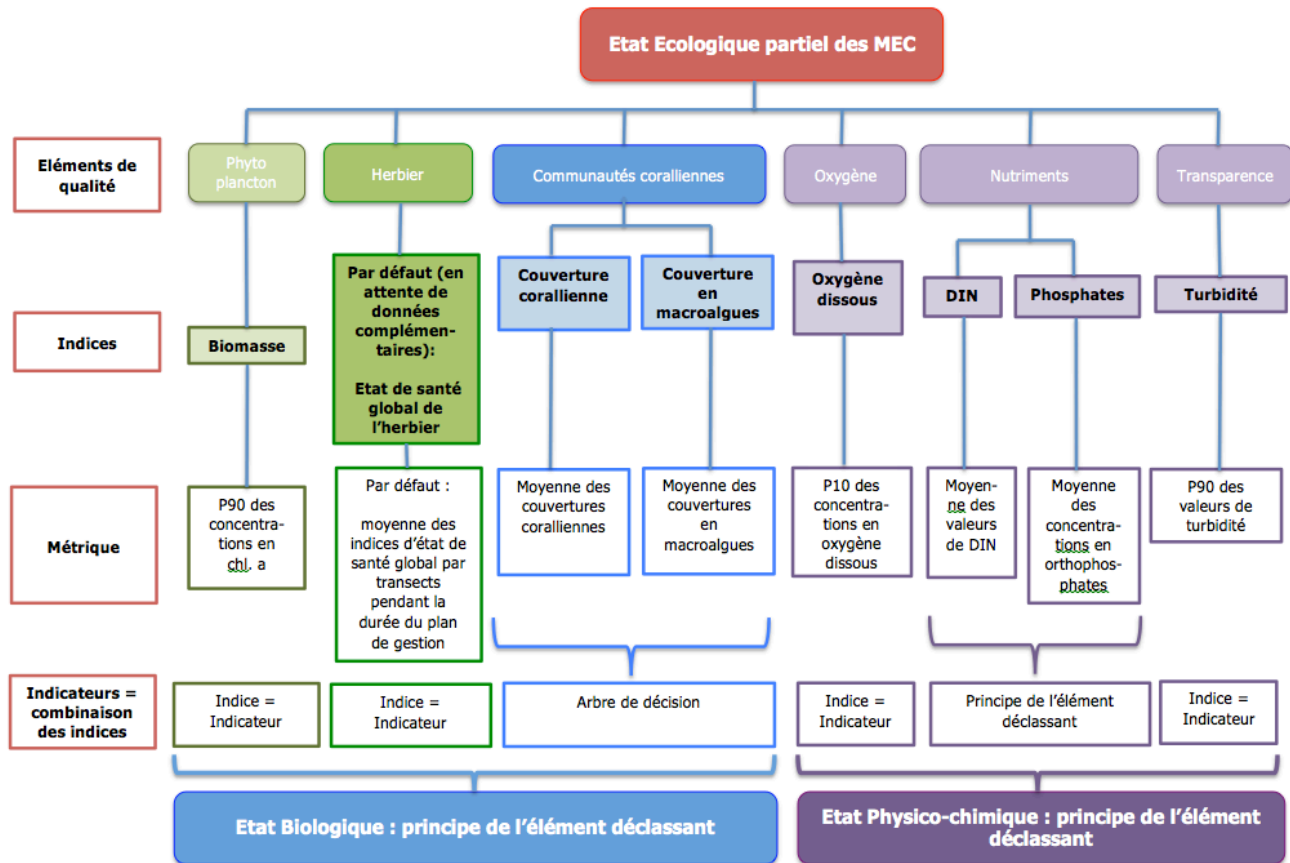 Etat Ecologique partiel des MEC
Eléments de
qualité
Phyto
plancton
Herbier
Communautés coralliennes
Oxygène
Nutriments
Transparence
Indices
Biomasse
Par défaut (en
attente de
données
complémen-
taires):
Etat de santé
global de
l'herbier
Couverture
corallienne
Couverture
en
macroalgues
Oxygène
dissous
DIN
Phosphates
Turbidité
Métrique
P90 des
concentra-
tions en
chl. a
Par défaut :
moyenne des
indices d'état de
santé global par
transects
pendant la
durée du plan
de gestion
Moyenne des
couvertures
coralliennes
Moyenne des
couvertures en
macroalgues
P10 des
concentra-
tions en
oxygène
dissous
Moyen-
ne des
valeurs
de DIN
Moyenne
des
concentra-
tions en
orthophos-
phates
P90 des
valeurs de
turbidité
Indicateurs =
combinaison
des indices
Indice =
Indicateur
Indice =
Indicateur
Arbre de décision
Indice =
Indicateur
Principe de l'élément
déclassant
Indice =
Indicateur
Etat Biologique : principe de l'élément déclassant
Etat Physico-chimique : principe de l'élément
déclassant